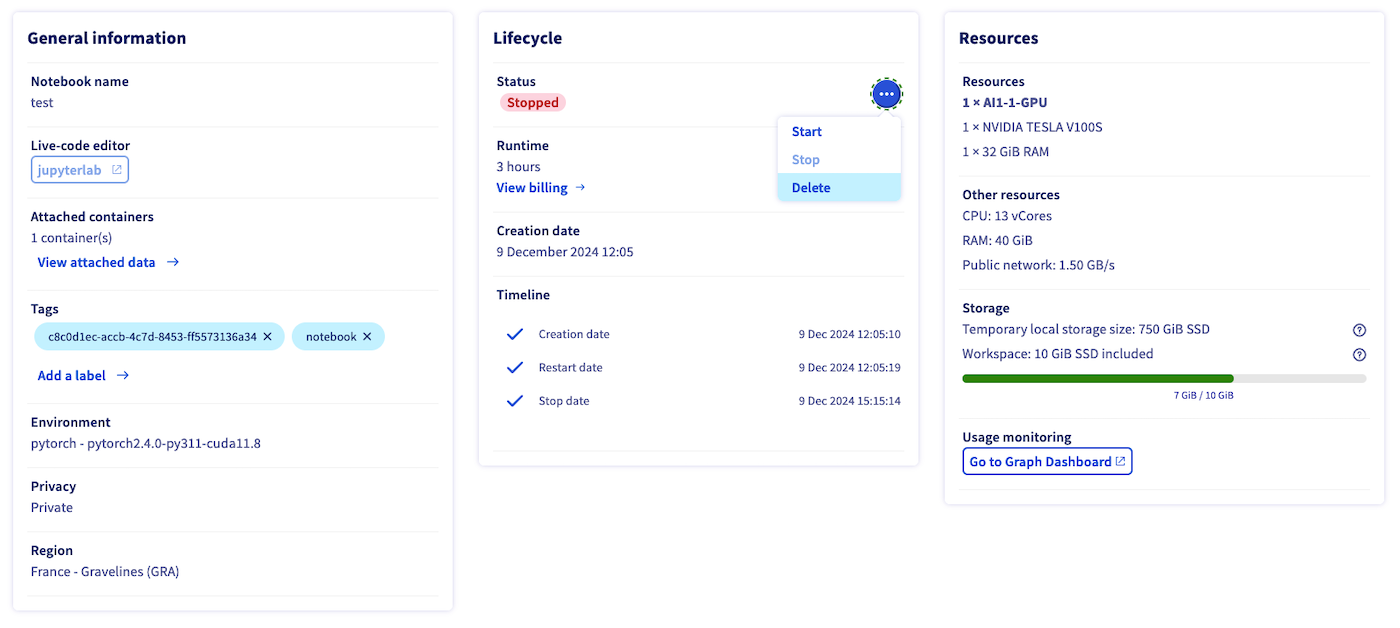 General information
Notebook name
test
Live-code editor
jupyterlab
Attached containers
1 container(s)
View attached data
Tags
c8c0d1ec-accb-4c7d-8453-ff5573136a34
notebook
Add a label
Environment
pytorch - pytorch2.4.0-py311-cuda11.8
Privacy
Private
Region
France - Gravelines (GRA)
Lifecycle
Status
Stopped
Start
Stop
Delete
Runtime
3 hours
View billing
Creation date
9 December 2024 12:05
Timeline
Creation date 9 Dec 2024 12:05:10
Restart date 9 Dec 2024 12:05:19
Stop date 9 Dec 2024 15:15:14
Resources
Resources
1 × AI1-1-GPU
1 × NVIDIA TESLA V100S
1 × 32 GiB RAM
Other resources
CPU: 13 vCores
RAM: 40 GiB
Public network: 1.50 GB/s
Storage
Temporary local storage size: 750 GiB SSD
Workspace: 10 GiB SSD included
7 GiB / 10 GiB
Usage monitoring
Go to Graph Dashboard